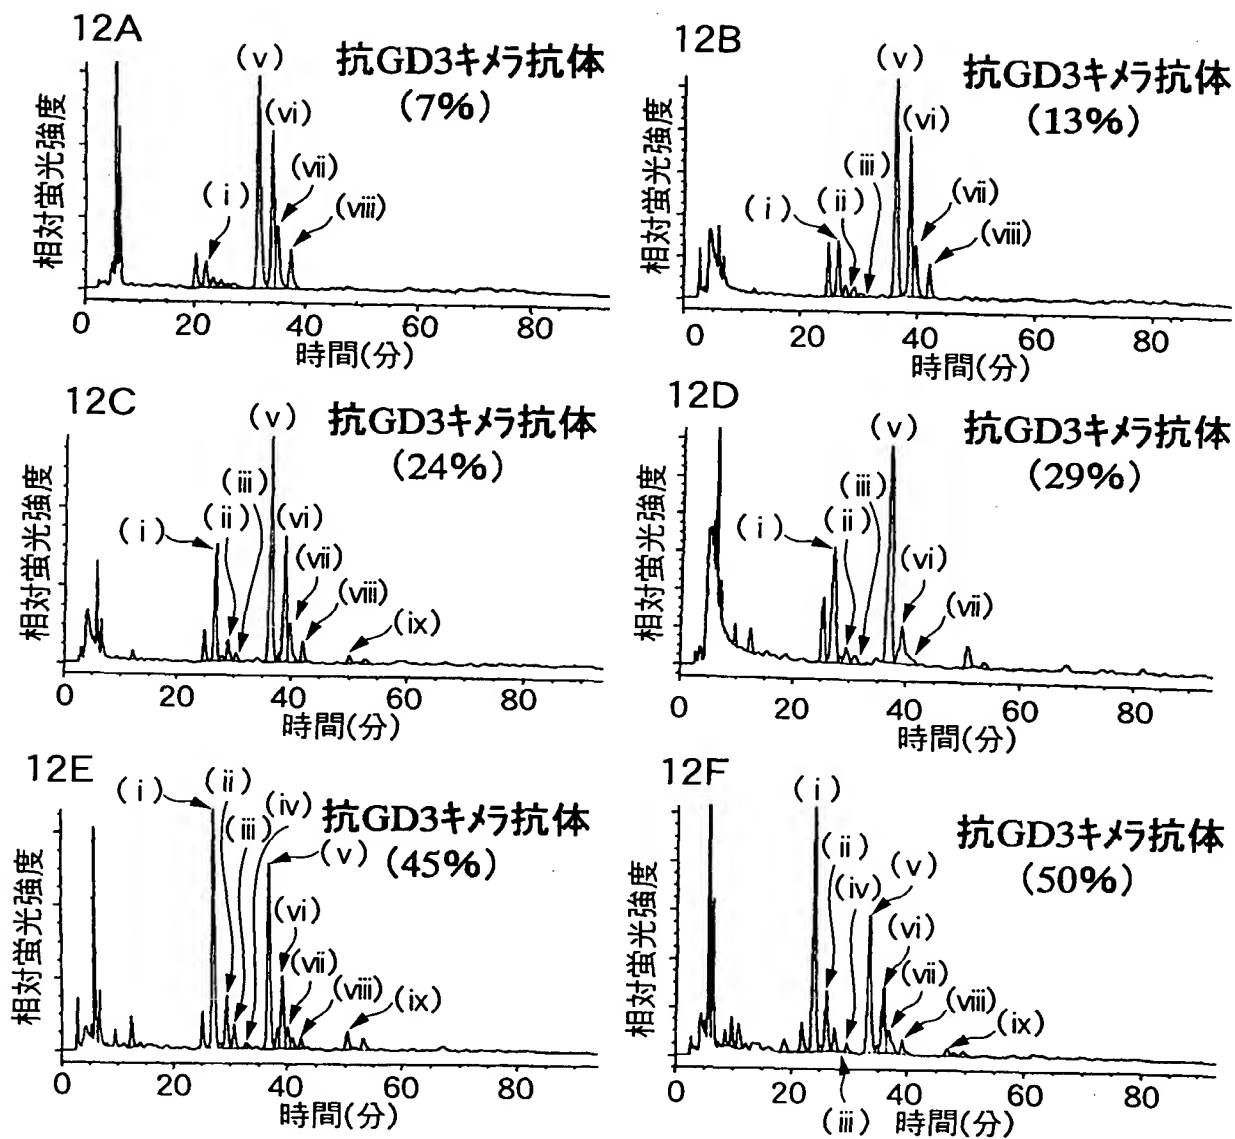 12A
抗GD3キメラ抗体
(7%)
(v)
(vi)
(vii)
(viii)
(i)
相対蛍光強度
0 20 40 60 80
時間(分)
12B
抗GD3キメラ抗体
(13%)
(v)
(vi)
(iii)
(ii)
(i)
(vii)
(viii)
相対蛍光強度
0 20 40 60 80
時間(分)
12C
抗GD3キメラ抗体
(24%)
(v)
(iii)
(ii)
(i)
(vi)
(vii)
(viii)
(ix)
相対蛍光強度
0 20 40 60 80
時間(分)
12D
抗GD3キメラ抗体
(29%)
(v)
(iii)
(ii)
(i)
(vi)
(vii)
相対蛍光強度
0 20 40 60 80
時間(分)
12E
抗GD3キメラ抗体
(45%)
(i)
(ii)
(iii)
(iv)
(v)
(vi)
(vii)
(viii)
(ix)
相対蛍光強度
0 20 40 60 80
時間(分)
12F
抗GD3キメラ抗体
(50%)
(i)
(ii)
(iv)
(v)
(vi)
(vii)
(viii)
(ix)
相対蛍光強度
0 20 40 60 80
(iii) 時間(分)